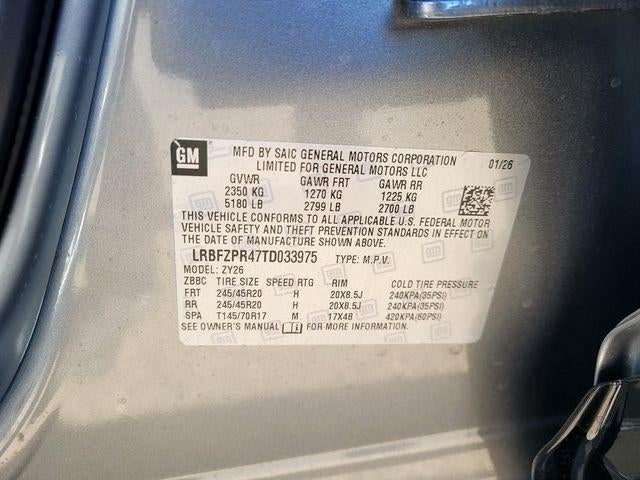 GM
MFD BY SAIC GENERAL MOTORS CORPORATION 01/26
LIMITED FOR GENERAL MOTORS LLC
GVWR GAWR FRT GAWR RR
2350 KG 1270 KG 1225 KG
5180 LB 2799 LB 2700 LB
THIS VEHICLE CONFORMS TO ALL APPLICABLE U.S. FEDERAL MOTOR
VEHICLE SAFETY AND THEFT PREVENTION STANDARDS IN EFFECT ON
THE DATE OF MANUFACTURE SHOWN ABOVE.
LRBFZPR47TD033975 TYPE: M.P.V.
MODEL: ZY26
ZBBC TIRE SIZE SPEED RTG RIM COLD TIRE PRESSURE
FRT 245/45R20 H 20X8.5J 240KPA(35PSI)
RR 245/45R20 H 20X8.5J 240KPA(35PSI)
SPA T145/70R17 M 17X4B 420KPA(60PSI)
SEE OWNER'S MANUAL FOR MORE INFORMATION.